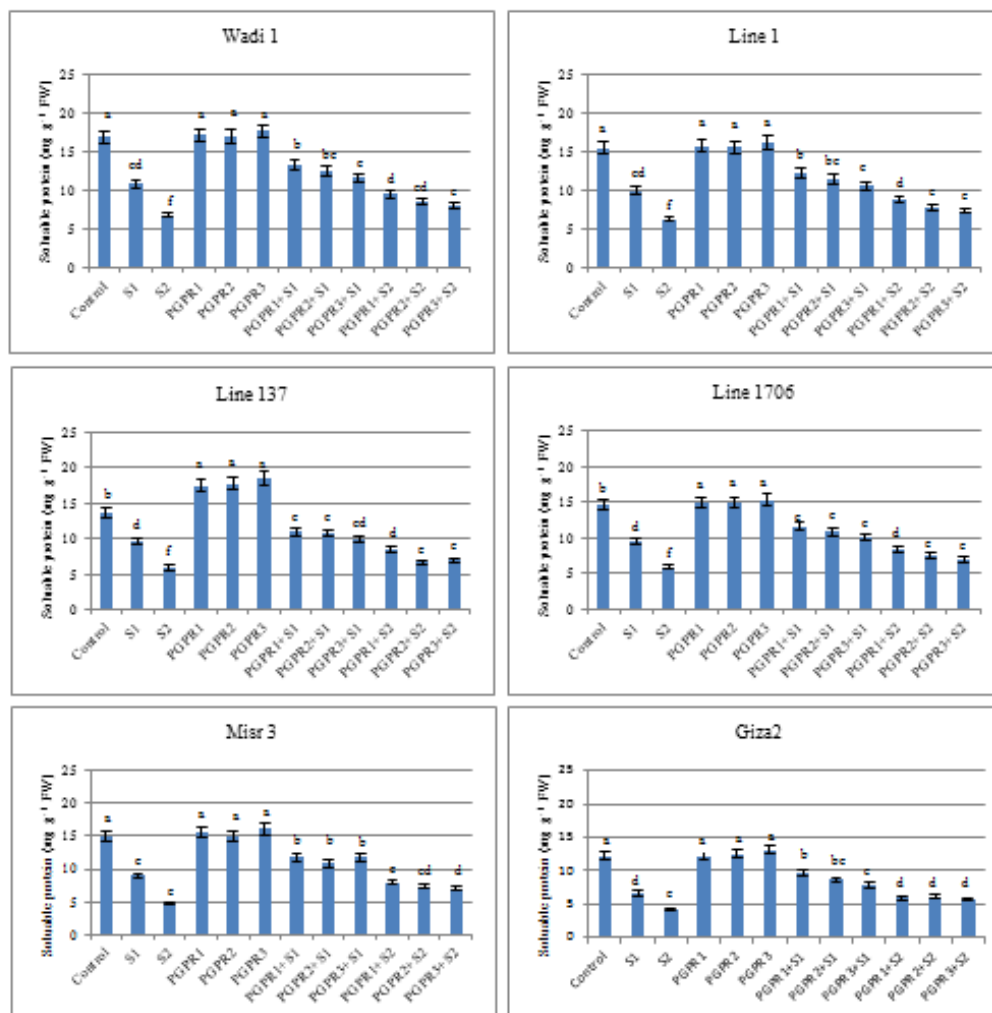 Wadi 1
Soluable protein (mg g⁻¹ FW)
25
20
15
10
5
0
a
cd
f
a
a
a
b
bc
c
d
cd
e
Control
S1
S2
PGPR1
PGPR2
PGPR3
PGPR1+S1
PGPR2+S1
PGPR3+S1
PGPR1+S2
PGPR2+S2
PGPR3+S2
Line 1
Soluable protein (mg g⁻¹ FW)
25
20
15
10
5
0
a
cd
f
a
a
a
b
bc
c
d
e
e
Control
S1
S2
PGPR1
PGPR2
PGPR3
PGPR1+S1
PGPR2+S1
PGPR3+S1
PGPR1+S2
PGPR2+S2
PGPR3+S2
Line 137
Soluable protein (mg g⁻¹ FW)
25
20
15
10
5
0
b
d
f
a
a
a
c
c
cd
d
e
e
Control
S1
S2
PGPR1
PGPR2
PGPR3
PGPR1+S1
PGPR2+S1
PGPR3+S1
PGPR1+S2
PGPR2+S2
PGPR3+S2
Line 1706
Soluable protein (mg g⁻¹ FW)
25
20
15
10
5
0
b
d
f
a
a
a
c
c
c
d
e
e
Control
S1
S2
PGPR1
PGPR2
PGPR3
PGPR1+S1
PGPR2+S1
PGPR3+S1
PGPR1+S2
PGPR2+S2
PGPR3+S2
Misr 3
Soluable protein (mg g⁻¹ FW)
25
20
15
10
5
0
a
c
e
a
a
a
b
b
b
c
cd
d
Control
S1
S2
PGPR1
PGPR2
PGPR3
PGPR1+S1
PGPR2+S1
PGPR3+S1
PGPR1+S2
PGPR2+S2
PGPR3+S2
Giza2
Soluable protein (mg g⁻¹ FW)
25
20
15
10
5
0
a
d
e
a
a
a
b
bc
c
d
d
d
Control
S1
S2
PGPR1
PGPR2
PGPR3
PGPR1+S1
PGPR2+S1
PGPR3+S1
PGPR1+S2
PGPR2+S2
PGPR3+S2